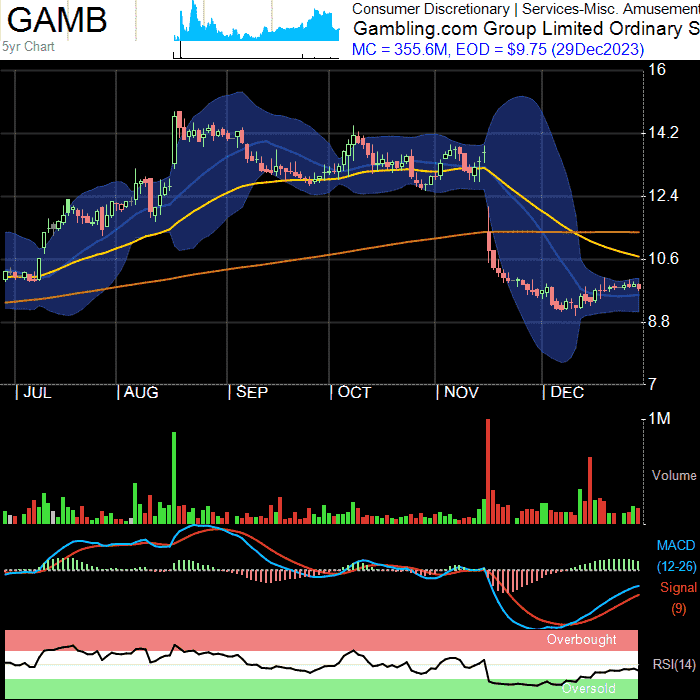 GAMB
5yr Chart
Consumer Discretionary | Services-Misc. Amusement
Gambling.com Group Limited Ordinary S
MC = 355.6M, EOD = $9.75 (29Dec2023)
16
14.2
12.4
10.6
8.8
7
| JUL | AUG | SEP | OCT | NOV | DEC
1M
Volume
MACD
(12-26)
Signal
(9)
Overbought
RSI(14)
Oversold